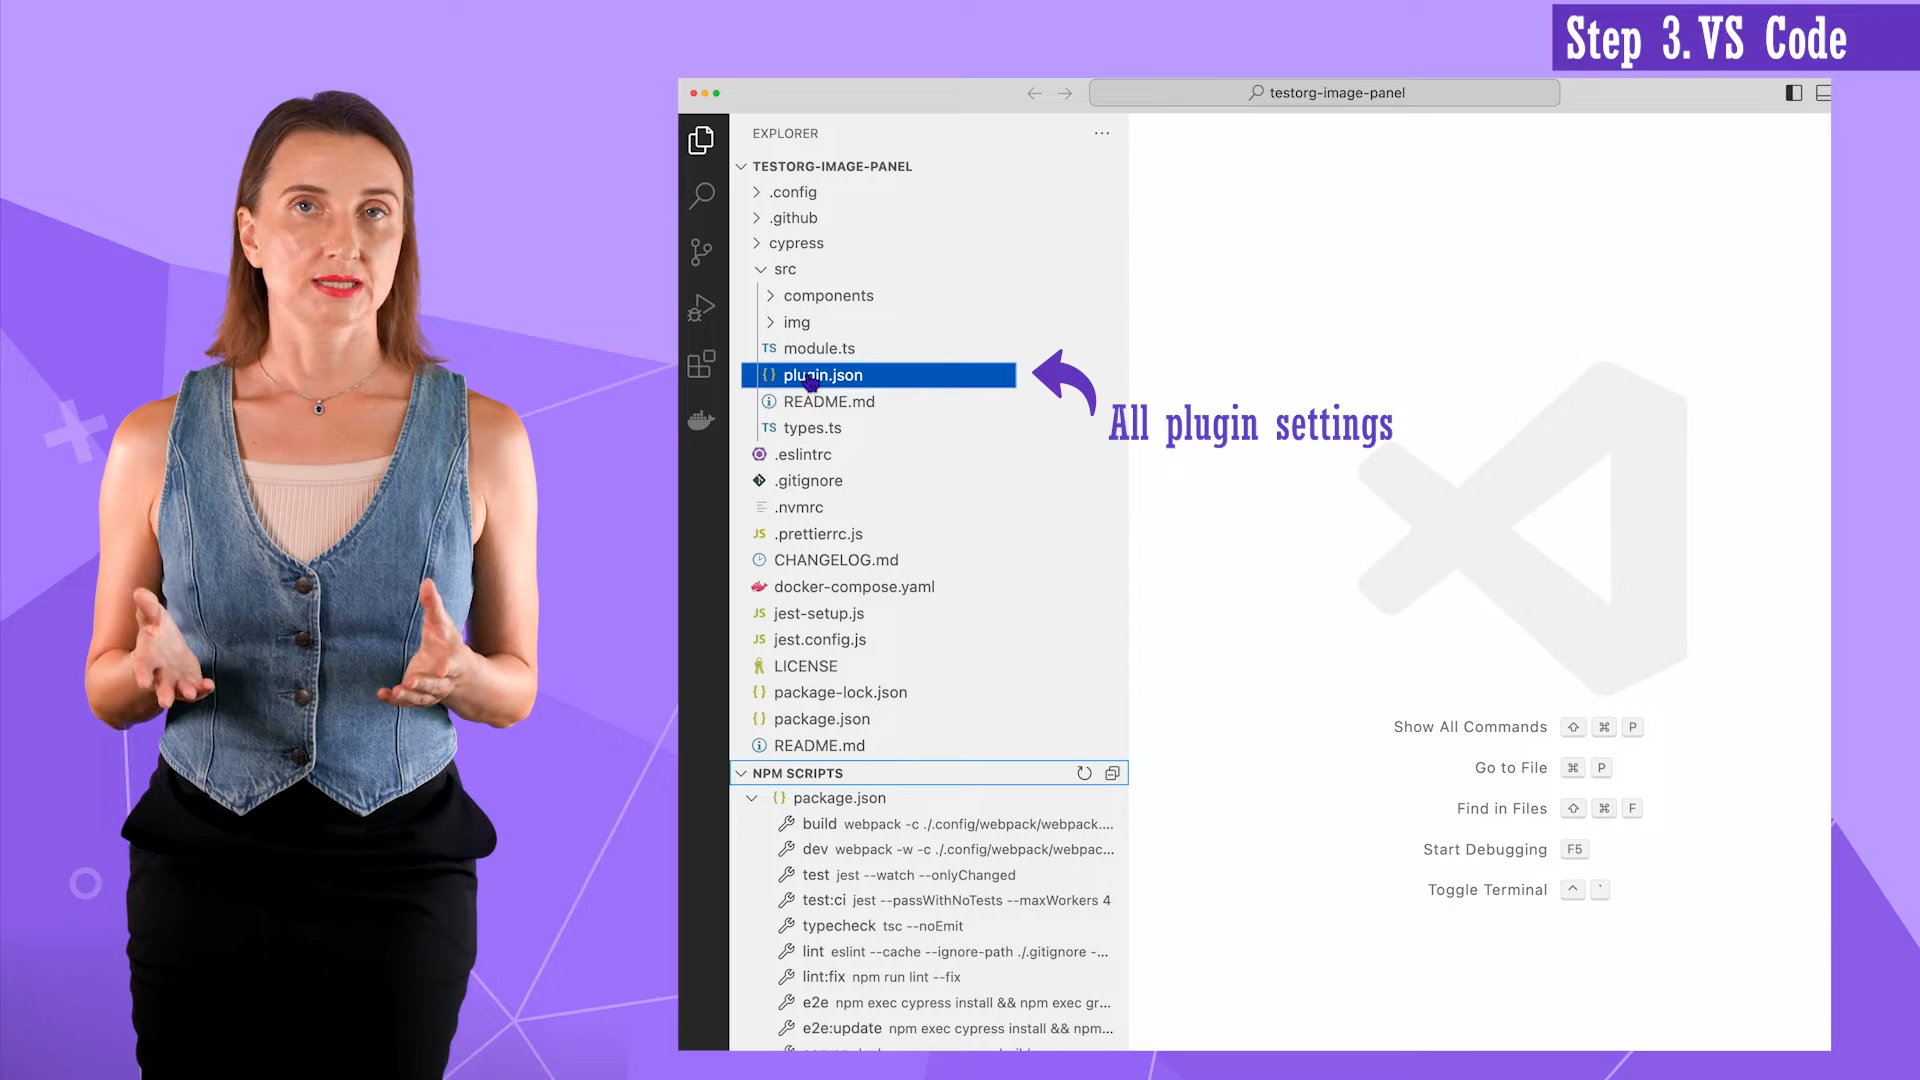 Step 3. VS Code
testorg-image-panel
EXPLORER
TESTORG-IMAGE-PANEL
.config
.github
cypress
src
components
img
TS module.ts
{} plugin.json
README.md
TS types.ts
All plugin settings
.eslintrc
.gitignore
.nvmrc
JS .prettierrc.js
CHANGELOG.md
docker-compose.yaml
JS jest-setup.js
JS jest.config.js
LICENSE
{} package-lock.json
{} package.json
README.md
NPM SCRIPTS
{} package.json
build webpack -c ./.config/webpack/webpack....
dev webpack -w -c ./.config/webpack/webpac...
test jest --watch --onlyChanged
test:ci jest --passWithNoTests --maxWorkers 4
typecheck tsc --noEmit
lint eslint --cache --ignore-path ./.gitignore -...
lint:fix npm run lint --fix
e2e npm exec cypress install && npm exec gr...
e2e:update npm exec cypress install && npm...
Show All Commands ⇧ ⌘ P
Go to File ⌘ P
Find in Files ⇧ ⌘ F
Start Debugging F5
Toggle Terminal ^ `